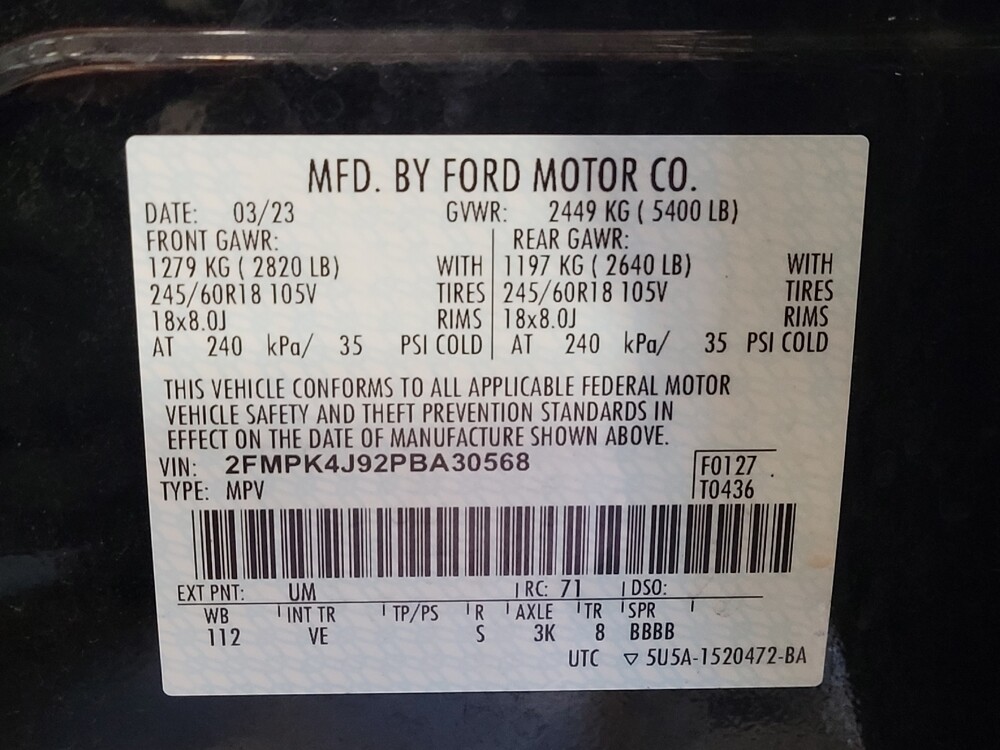 MFD. BY FORD MOTOR CO.
DATE: 03/23 GVWR: 2449 KG ( 5400 LB)
FRONT GAWR: REAR GAWR:
1279 KG ( 2820 LB) WITH 1197 KG ( 2640 LB) WITH
245/60R18 105V TIRES 245/60R18 105V TIRES
18x8.0J RIMS 18x8.0J RIMS
AT 240 kPa/ 35 PSI COLD AT 240 kPa/ 35 PSI COLD
THIS VEHICLE CONFORMS TO ALL APPLICABLE FEDERAL MOTOR
VEHICLE SAFETY AND THEFT PREVENTION STANDARDS IN
EFFECT ON THE DATE OF MANUFACTURE SHOWN ABOVE.
VIN: 2FMPK4J92PBA30568 F0127
TYPE: MPV T0436
EXT PNT: UM RC: 71 DSO:
WB INT TR TP/PS R AXLE TR SPR
112 VE S 3K 8 BBBB
UTC ▽ 5U5A-1520472-BA